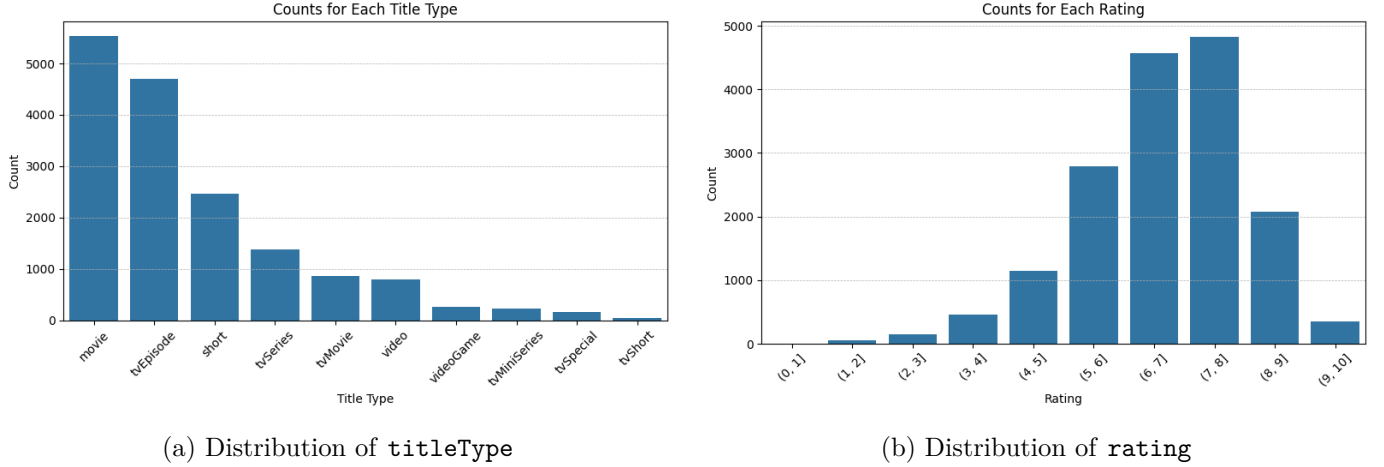 Counts for Each Title Type
5000
4000
3000
2000
1000
0
Count
movie
tvEpisode
short
tvSeries
tvMovie
video
videoGame
tvMiniSeries
tvSpecial
tvShort
Title Type
(a) Distribution of titleType
Counts for Each Rating
5000
4000
3000
2000
1000
0
Count
(0, 1]
(1, 2]
(2, 3]
(3, 4]
(4, 5]
(5, 6]
(6, 7]
(7, 8]
(8, 9]
(9, 10]
Rating
(b) Distribution of rating